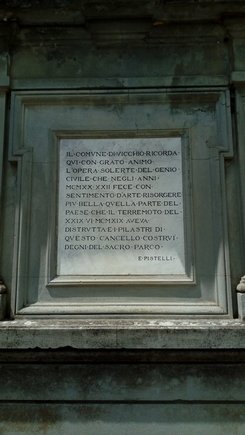 IL·COMVNE·DI·VICCHIO·RICORDA·
QVI·CON·GRATO·ANIMO·
L'OPERA·SOLERTE·DEL·GENIO
CIVILE·CHE·NEGLI·ANNI·
MCMXX·XXII·FECE·CON·
SENTIMENTO·D'ARTE·RISORGERE
PIV·BELLA·QVELLA·PARTE·DEL·
PAESE·CHE·IL·TERREMOTO·DEL
XXIX·VI·MCMXIX·AVEVA·
DISTRVTTA·E·I·PILASTRI·DI
QVESTO·CANCELLO·COSTRVI·
DEGNI·DEL·SACRO·PARCO·
E·PISTELLI·